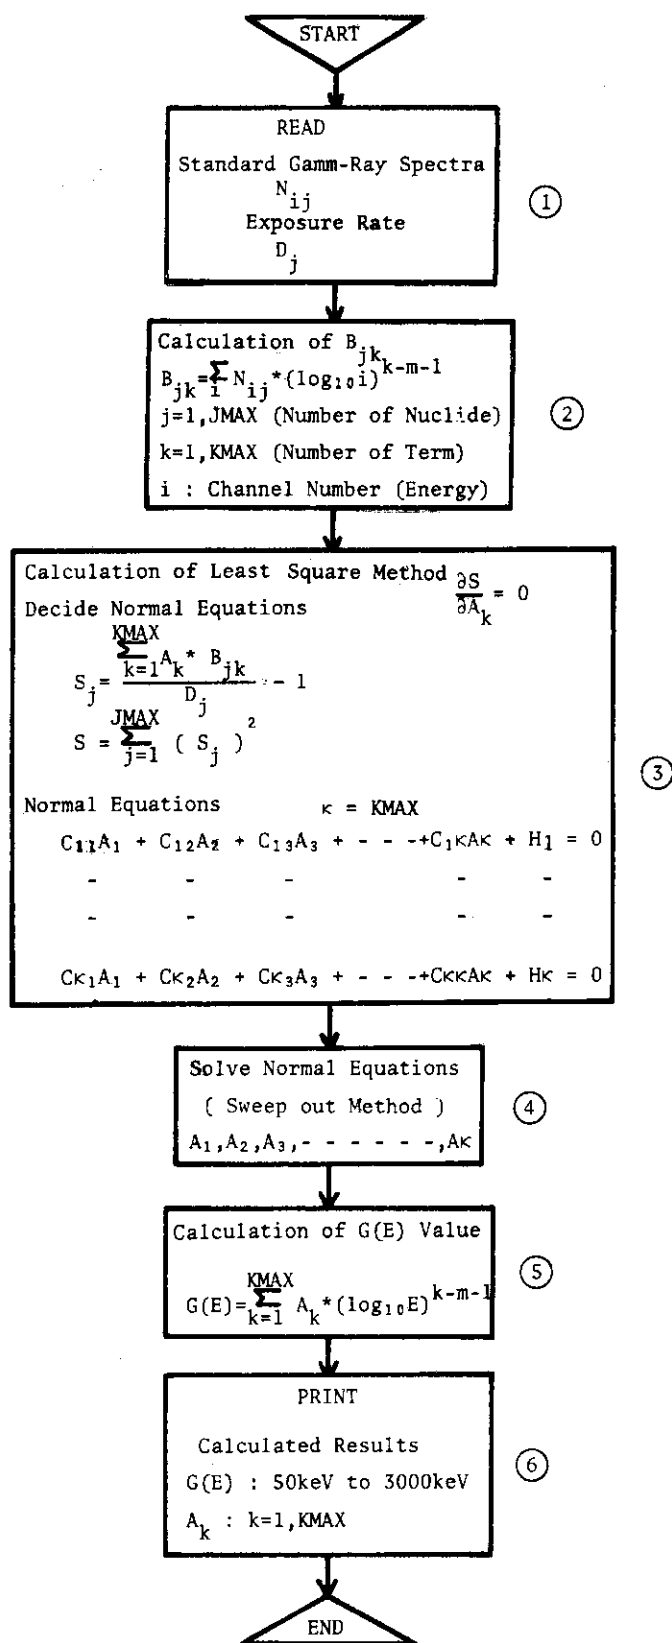 START
READ
Standard Gamm-Ray Spectra
N_ij
Exposure Rate
D_j
①
Calculation of B_jk
B_jk=∑_i N_ij*(log₁₀i)^k-m-1
j=1,JMAX (Number of Nuclide)
k=1,KMAX (Number of Term)
i : Channel Number (Energy)
②
Calculation of Least Square Method ∂S/∂A_k = 0
Decide Normal Equations
KMAX
∑ A_k* B_jk
k=1
S_j= ――― - 1
D_j
JMAX
S = ∑ ( S_j )²
j=1
③
Normal Equations κ = KMAX
C₁₁A₁ + C₁₂A₂ + C₁₃A₃ + - - -+C₁κAκ + H₁ = 0
- - - - -
- - - - -
Cκ₁A₁ + Cκ₂A₂ + Cκ₃A₃ + - - -+CκκAκ + Hκ = 0
Solve Normal Equations
( Sweep out Method )
A₁,A₂,A₃,- - - - - -,Aκ
④
Calculation of G(E) Value
KMAX
G(E)=∑ A_k*(log₁₀E)^k-m-1
k=1
⑤
PRINT
Calculated Results
G(E) : 50keV to 3000keV
A_k : k=1,KMAX
⑥
END